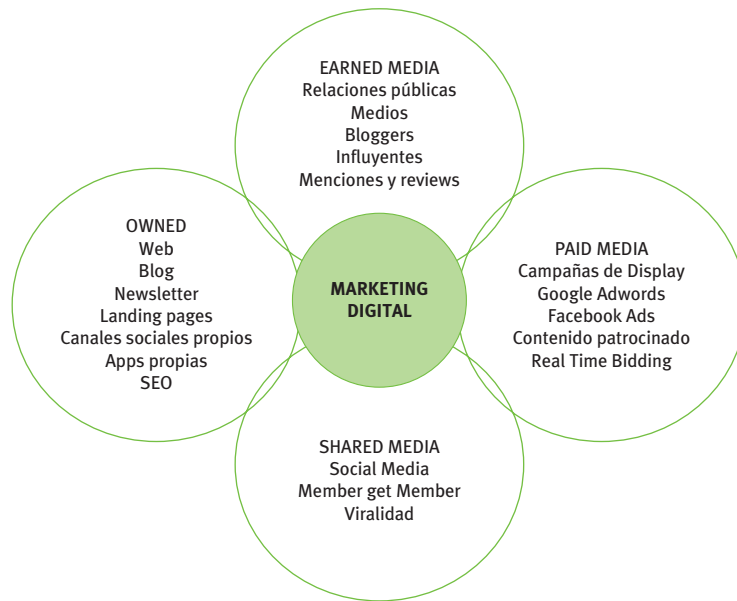 EARNED MEDIA
Relaciones públicas
Medios
Bloggers
Influyentes
Menciones y reviews
OWNED
Web
Blog
Newsletter
Landing pages
Canales sociales propios
Apps propias
SEO
MARKETING
DIGITAL
PAID MEDIA
Campañas de Display
Google Adwords
Facebook Ads
Contenido patrocinado
Real Time Bidding
SHARED MEDIA
Social Media
Member get Member
Viralidad